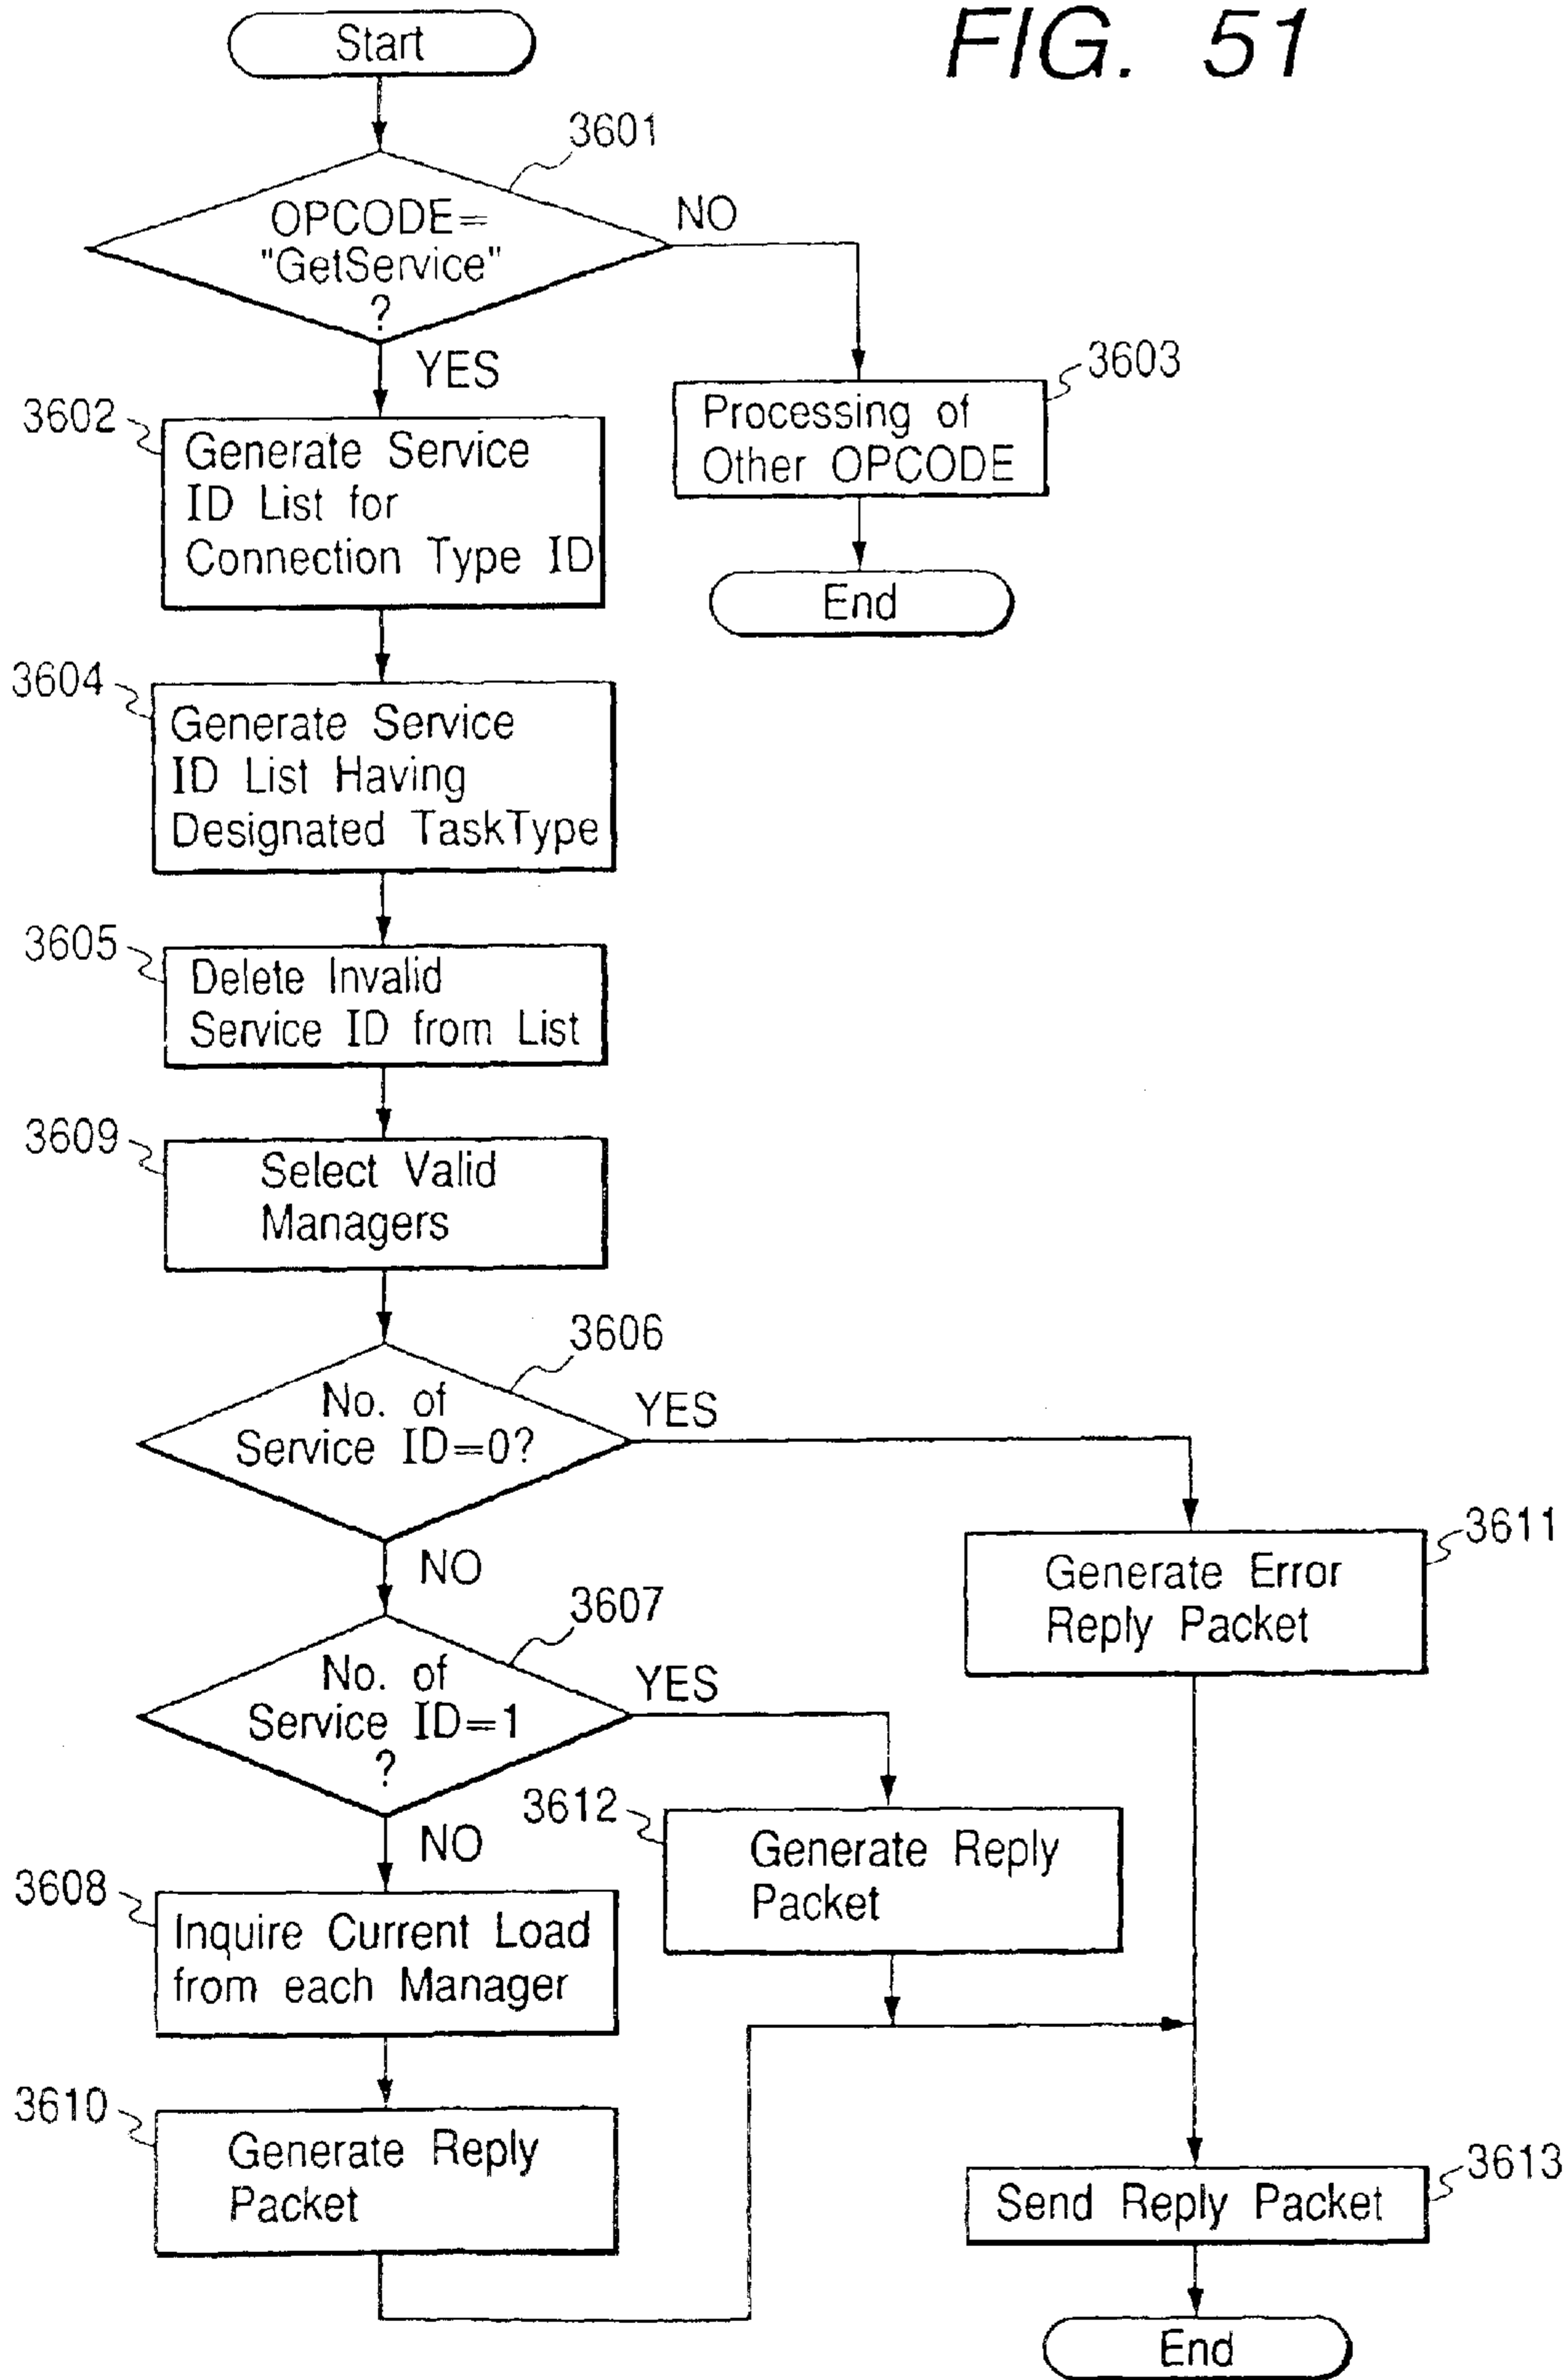 FIG. 51
Start
3601
OPCODE=
"GetService"
?
NO
YES
3602
Generate Service
ID List for
Connection Type ID
3603
Processing of
Other OPCODE
End
3604
Generate Service
ID List Having
Designated TaskType
3605
Delete Invalid
Service ID from List
3609
Select Valid
Managers
3606
No. of
Service ID=0?
YES
NO
3611
Generate Error
Reply Packet
3607
No. of
Service ID=1
?
YES
NO
3612
Generate Reply
Packet
3608
Inquire Current Load
from each Manager
3610
Generate Reply
Packet
3613
Send Reply Packet
End